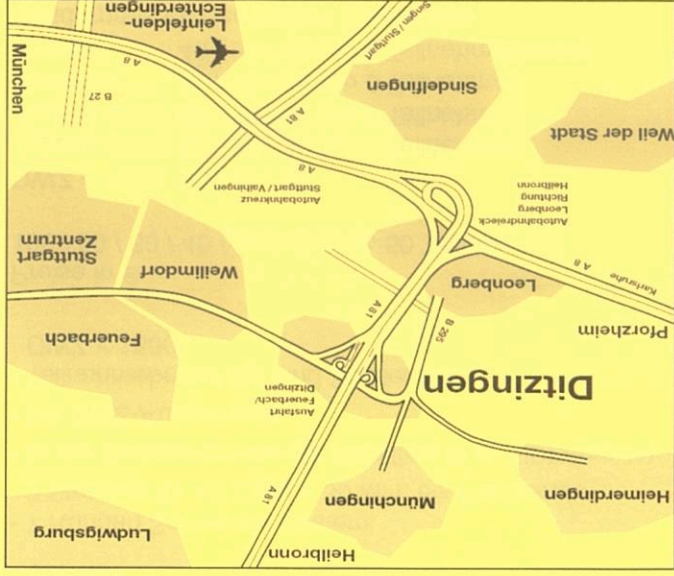 Heilbronn
Ludwigsburg
Heimerdingen
Münchingen
A 81
Ditzingen
Ausfahrt
Feuerbach/
Ditzingen
Feuerbach
Pforzheim
B 295
A 81
Karlsruhe
A 8
Leonberg
Weilimdorf
Stuttgart
Zentrum
Autobahndreieck
Leonberg
Richtung
Heilbronn
Autobahnkreuz
Stuttgart / Vaihingen
A 8
Weil der Stadt
A 81
B 27
Sindelfingen
München
A 8
Singen / Stuttgart
Leinfelden-
Echterdingen